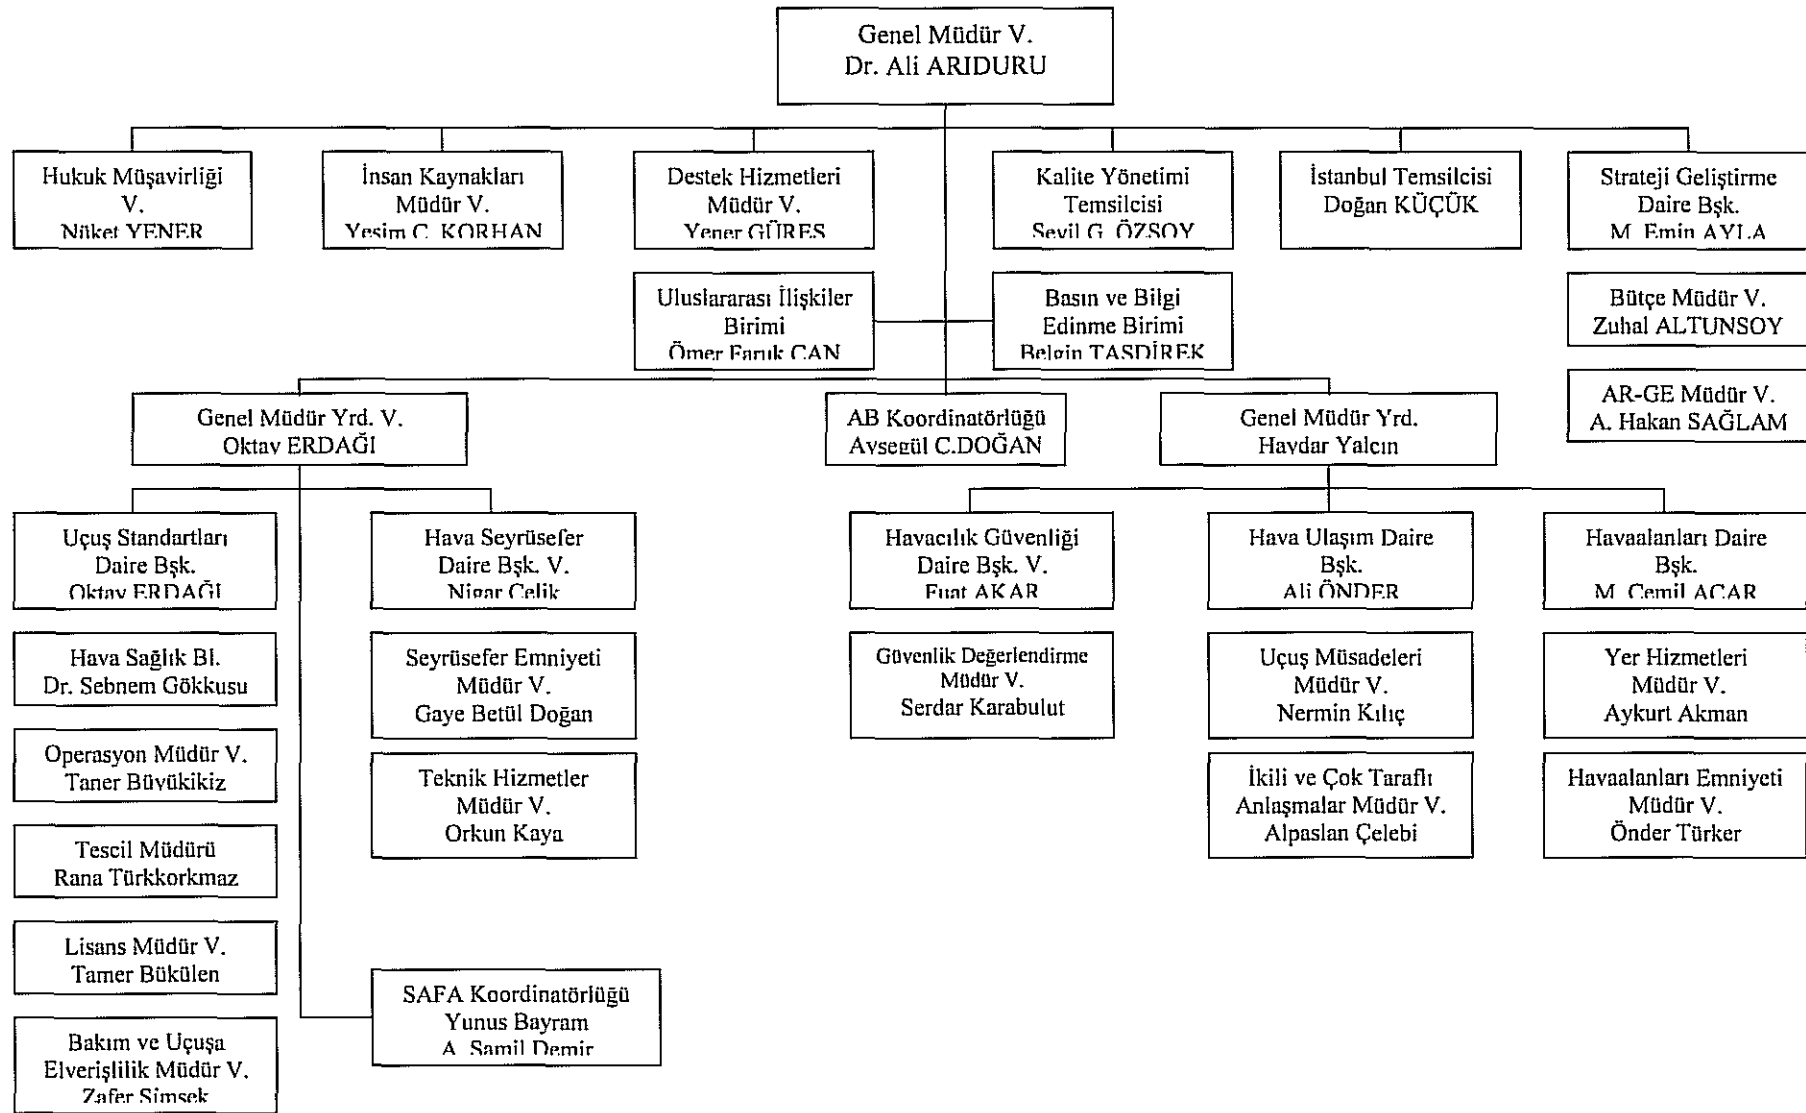 Genel Müdür V.
Dr. Ali ARIDURU
Hukuk Müşavirliği
V.
Nüket YENER
İnsan Kaynakları
Müdür V.
Yeşim C. KORHAN
Destek Hizmetleri
Müdür V.
Yener GÜREŞ
Kalite Yönetimi
Temsilcisi
Sevil G. ÖZSOY
İstanbul Temsilcisi
Doğan KÜÇÜK
Strateji Geliştirme
Daire Bşk.
M. Emin AYLA
Uluslararası İlişkiler
Birimi
Ömer Faruk CAN
Basın ve Bilgi
Edinme Birimi
Belgin TAŞDİREK
Bütçe Müdür V.
Zuhal ALTUNSOY
AR-GE Müdür V.
A. Hakan SAĞLAM
Genel Müdür Yrd. V.
Oktay ERDAĞI
AB Koordinatörlüğü
Ayşegül C.DOĞAN
Genel Müdür Yrd.
Haydar Yalçın
Uçuş Standartları
Daire Bşk.
Oktay ERDAĞI
Hava Seyrüsefer
Daire Bşk. V.
Nigar Çelik
Havacılık Güvenliği
Daire Bşk. V.
Fuat AKAR
Hava Ulaşım Daire
Bşk.
Ali ÖNDER
Havaalanları Daire
Bşk.
M. Cemil ACAR
Hava Sağlık Bl.
Dr. Sebnem Gökkusu
Seyrüsefer Emniyeti
Müdür V.
Gaye Betül Doğan
Güvenlik Değerlendirme
Müdür V.
Serdar Karabulut
Uçuş Müsadeleri
Müdür V.
Nermin Kılıç
Yer Hizmetleri
Müdür V.
Aykurt Akman
Operasyon Müdür V.
Taner Büyükikiz
Teknik Hizmetler
Müdür V.
Orkun Kaya
İkili ve Çok Taraflı
Anlaşmalar Müdür V.
Alpaslan Çelebi
Havaalanları Emniyeti
Müdür V.
Önder Türker
Tescil Müdürü
Rana Türkkorkmaz
Lisans Müdür V.
Tamer Bükülen
SAFA Koordinatörlüğü
Yunus Bayram
A. Samil Demir
Bakım ve Uçuşa
Elverişlilik Müdür V.
Zafer Simsek